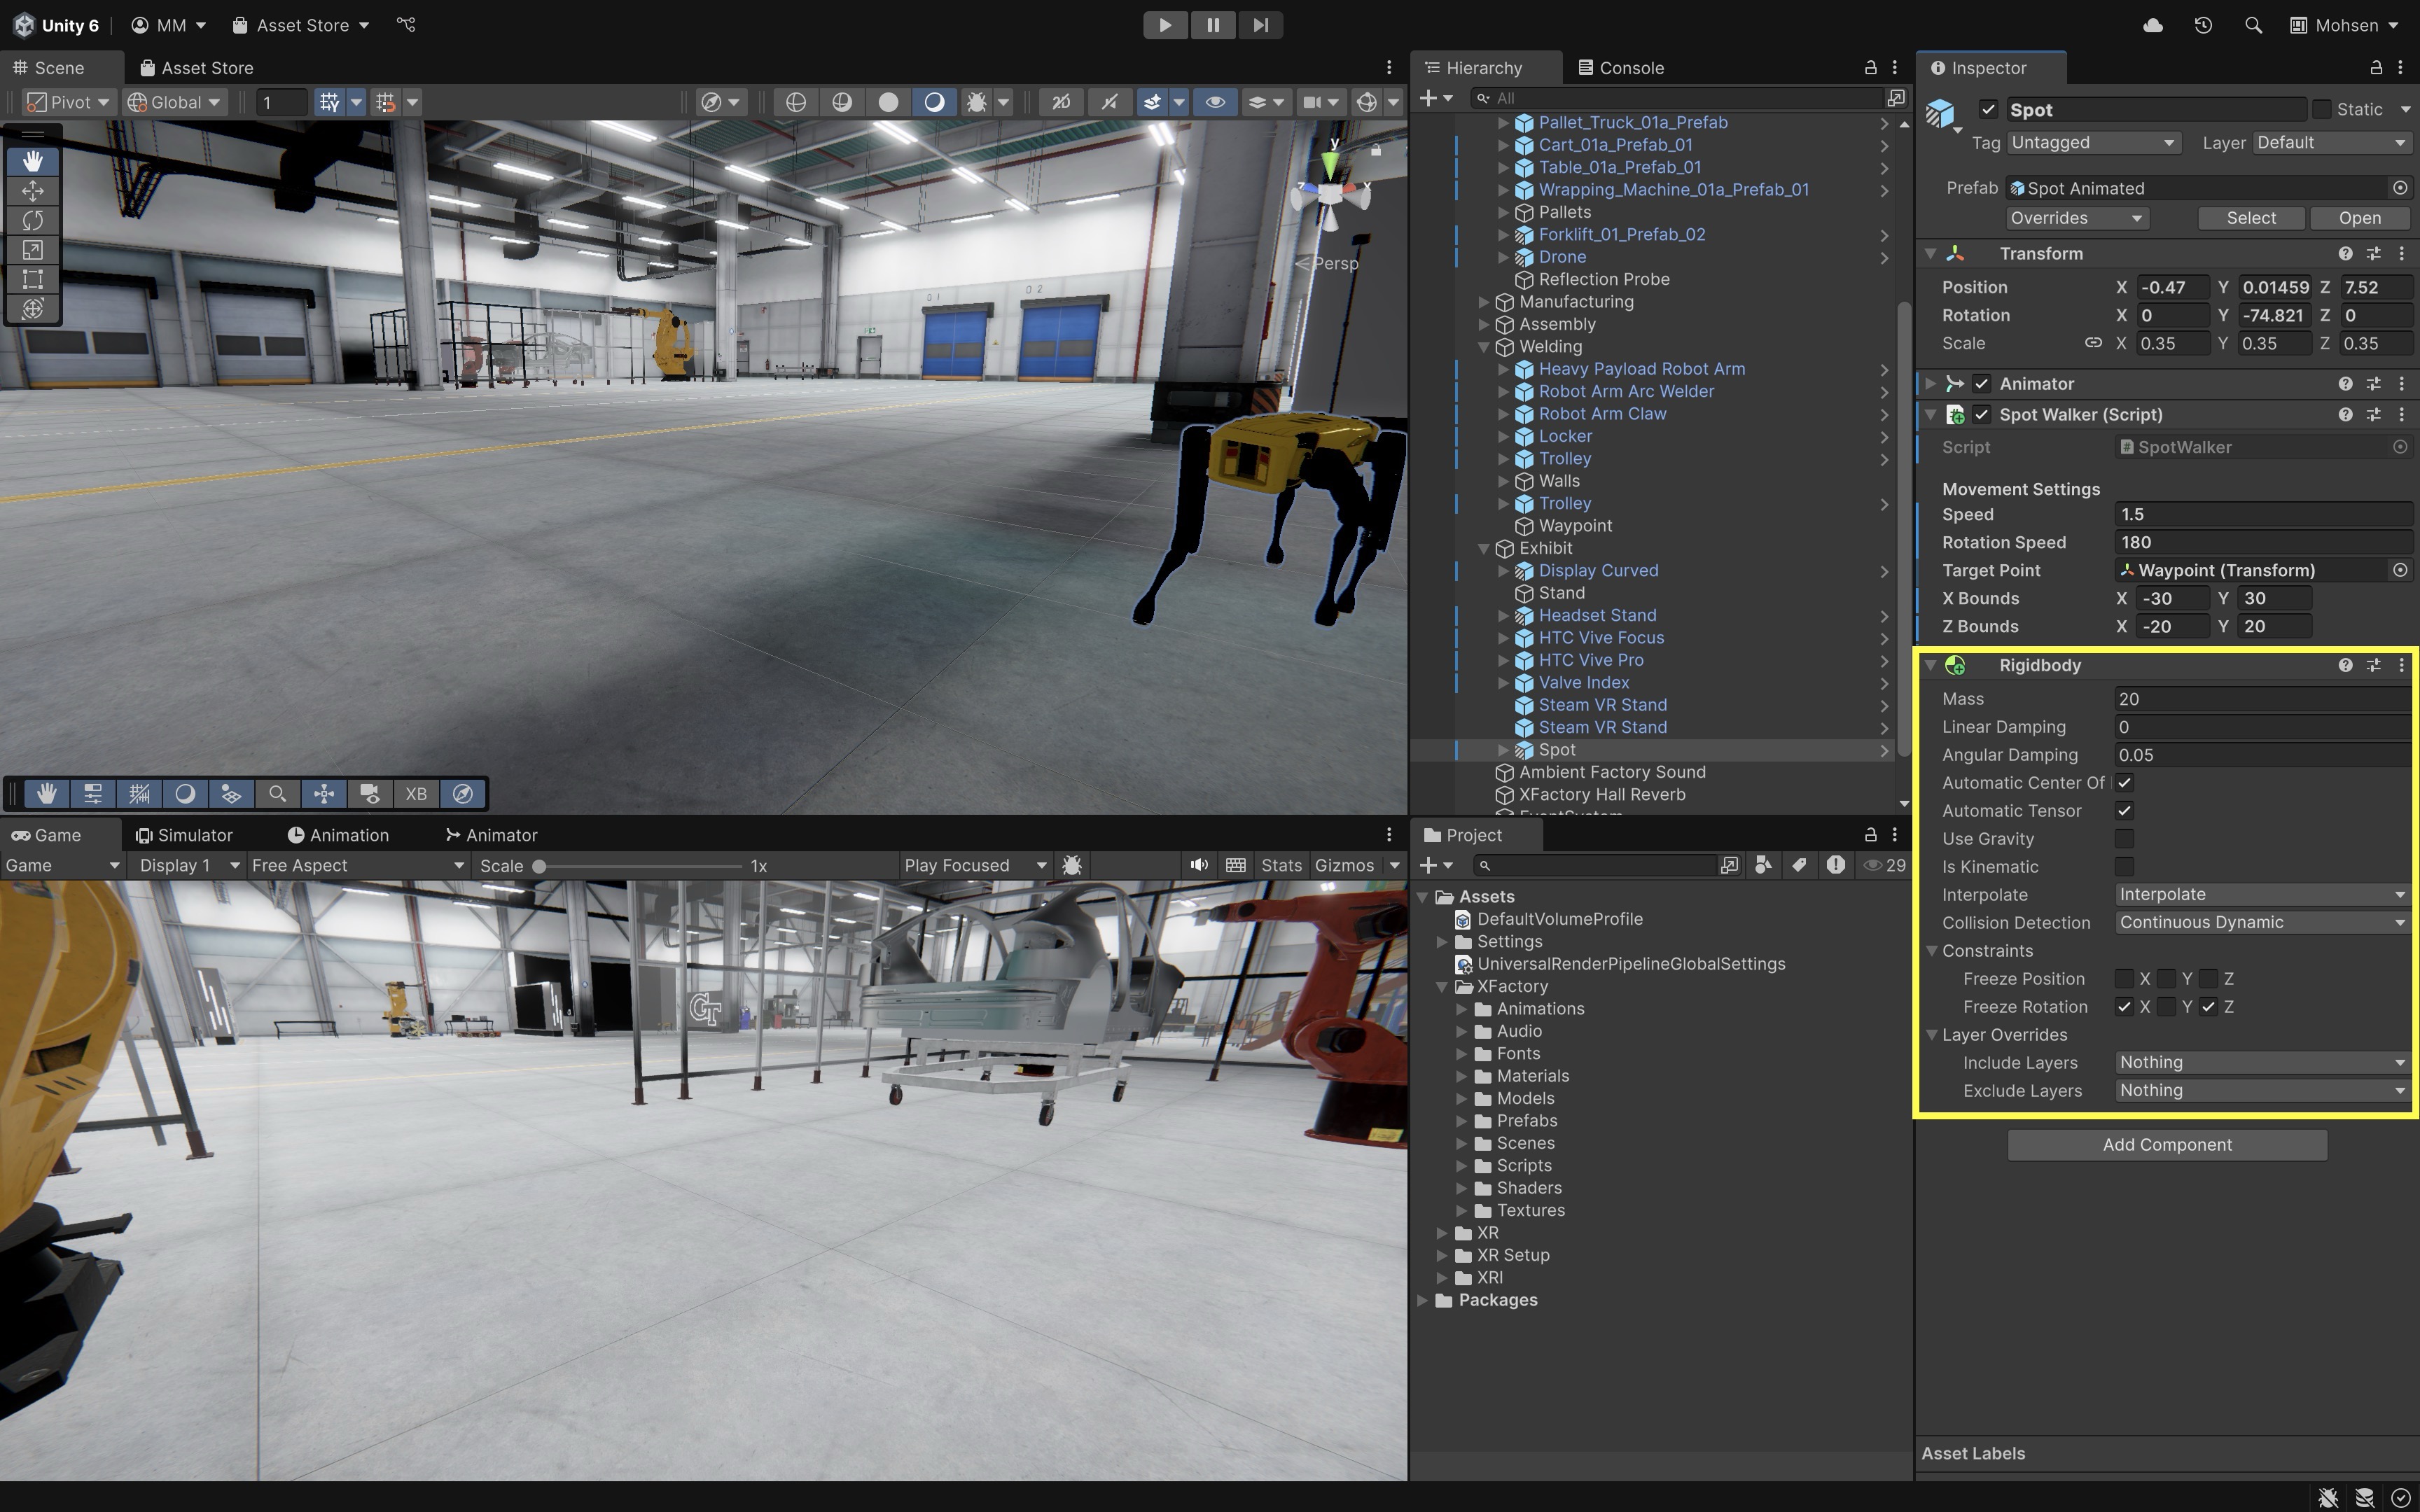 Unity 6
MM
Asset Store
Mohsen
Scene
Asset Store
Pivot
Global
1
2D
y
z
x
Persp
01
02
XB
Hierarchy
Console
All
Pallet_Truck_01a_Prefab
Cart_01a_Prefab_01
Table_01a_Prefab_01
Wrapping_Machine_01a_Prefab_01
Pallets
Forklift_01_Prefab_02
Drone
Reflection Probe
Manufacturing
Assembly
Welding
Heavy Payload Robot Arm
Robot Arm Arc Welder
Robot Arm Claw
Locker
Trolley
Walls
Trolley
Waypoint
Exhibit
Display Curved
Stand
Headset Stand
HTC Vive Focus
HTC Vive Pro
Valve Index
Steam VR Stand
Steam VR Stand
Spot
Ambient Factory Sound
XFactory Hall Reverb
EventSystem
Game
Simulator
Animation
Animator
Game
Display 1
Free Aspect
Scale
1x
Play Focused
Stats
Gizmos
GT
Project
29
Assets
DefaultVolumeProfile
Settings
UniversalRenderPipelineGlobalSettings
XFactory
Animations
Audio
Fonts
Materials
Models
Prefabs
Scenes
Scripts
Shaders
Textures
XR
XR Setup
XRI
Packages
Inspector
Spot
Static
Tag Untagged Layer Default
Prefab Spot Animated
Overrides Select Open
Transform
Position X -0.47 Y 0.01459 Z 7.52
Rotation X 0 Y -74.821 Z 0
Scale X 0.35 Y 0.35 Z 0.35
Animator
Spot Walker (Script)
Script SpotWalker
Movement Settings
Speed 1.5
Rotation Speed 180
Target Point Waypoint (Transform)
X Bounds X -30 Y 30
Z Bounds X -20 Y 20
Rigidbody
Mass 20
Linear Damping 0
Angular Damping 0.05
Automatic Center Of
Automatic Tensor
Use Gravity
Is Kinematic
Interpolate Interpolate
Collision Detection Continuous Dynamic
Constraints
Freeze Position X Y Z
Freeze Rotation X Y Z
Layer Overrides
Include Layers Nothing
Exclude Layers Nothing
Add Component
Asset Labels